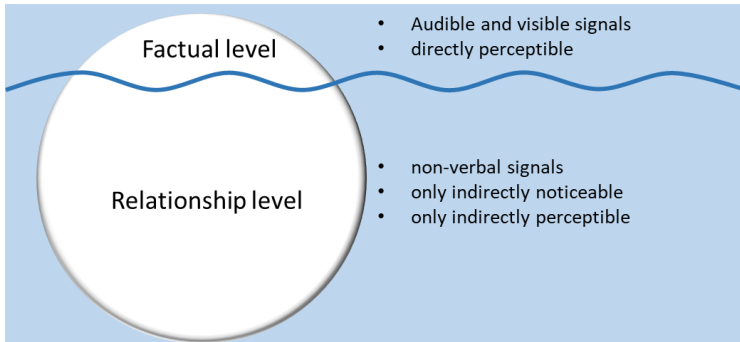 Factual level
• Audible and visible signals
• directly perceptible
Relationship level
• non-verbal signals
• only indirectly noticeable
• only indirectly perceptible